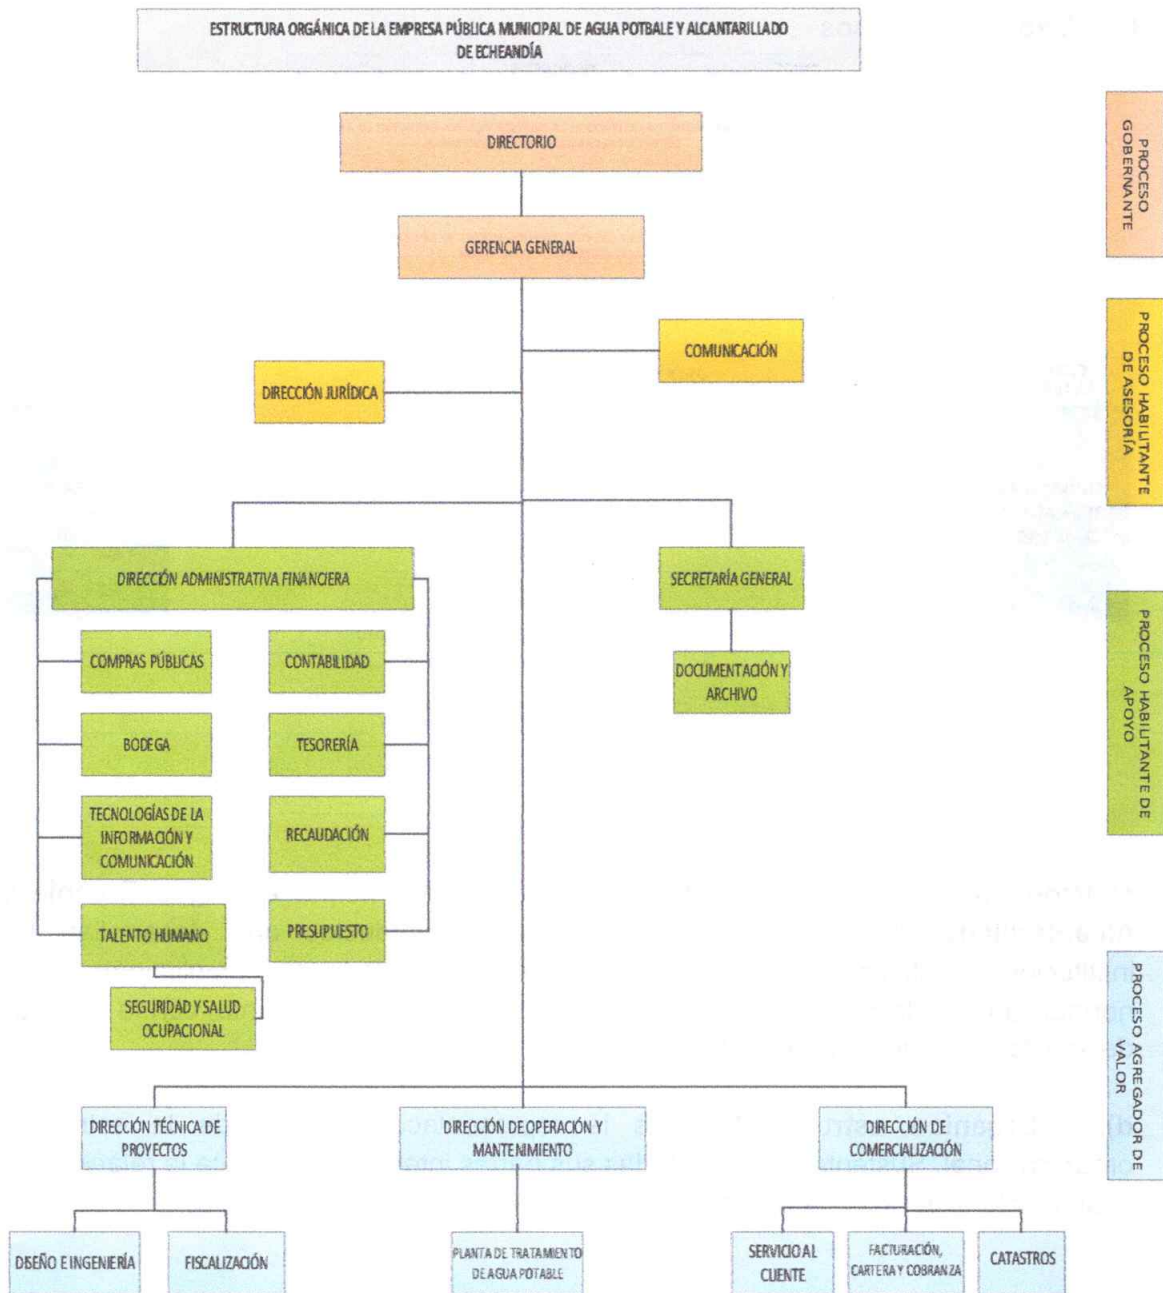 ESTRUCTURA ORGÁNICA DE LA EMPRESA PÚBLICA MUNICIPAL DE AGUA POTBALE Y ALCANTARILLADO
DE ECHEANDÍA
DIRECTORIO
GERENCIA GENERAL
PROCESO
GOBERNANTE
COMUNICACIÓN
DIRECCIÓN JURÍDICA
PROCESO HABILITANTE
DE ASESORÍA
DIRECCIÓN ADMINISTRATIVA FINANCIERA
SECRETARÍA GENERAL
COMPRAS PÚBLICAS
CONTABILIDAD
DOCUMENTACIÓN Y
ARCHIVO
BODEGA
TESORERÍA
TECNOLOGÍAS DE LA
INFORMACIÓN Y
COMUNICACIÓN
RECAUDACIÓN
TALENTO HUMANO
PRESUPUESTO
SEGURIDAD Y SALUD
OCUPACIONAL
PROCESO HABILITANTE DE
APOYO
DIRECCIÓN TÉCNICA DE
PROYECTOS
DIRECCIÓN DE OPERACIÓN Y
MANTENIMIENTO
DIRECCIÓN DE
COMERCIALIZACIÓN
PROCESO AGREGADOR DE
VALOR
DISEÑO E INGENIERÍA
FISCALIZACIÓN
PLANTA DE TRATAMIENTO
DE AGUA POTABLE
SERVICIO AL
CLIENTE
FACTURACIÓN,
CARTERA Y COBRANZA
CATASTROS